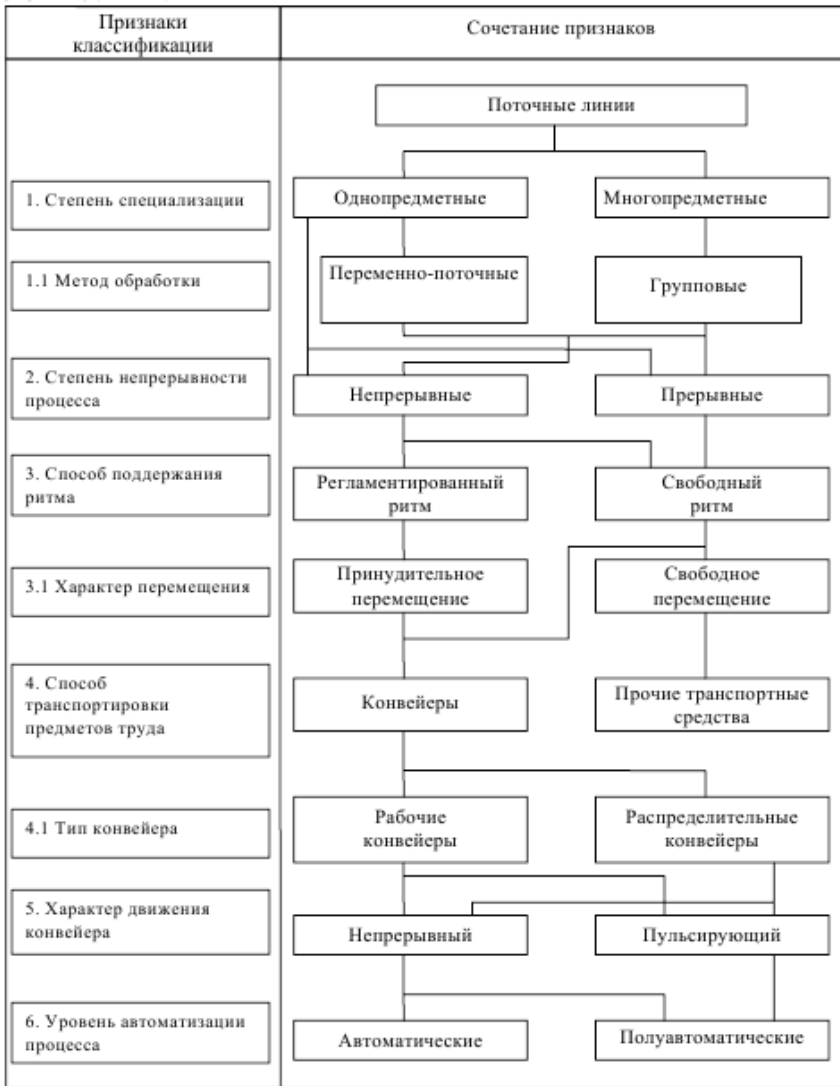 Признаки
классификации
Сочетание признаков
Поточные линии
1. Степень специализации
Однопредметные
Многопредметные
1.1 Метод обработки
Переменно-поточные
Групповые
2. Степень непрерывности
процесса
Непрерывные
Прерывные
3. Способ поддержания
ритма
Регламентированный
ритм
Свободный
ритм
3.1 Характер перемещения
Принудительное
перемещение
Свободное
перемещение
4. Способ
транспортировки
предметов труда
Конвейеры
Прочие транспортные
средства
4.1 Тип конвейера
Рабочие
конвейеры
Распределительные
конвейеры
5. Характер движения
конвейера
Непрерывный
Пульсирующий
6. Уровень автоматизации
процесса
Автоматические
Полуавтоматические